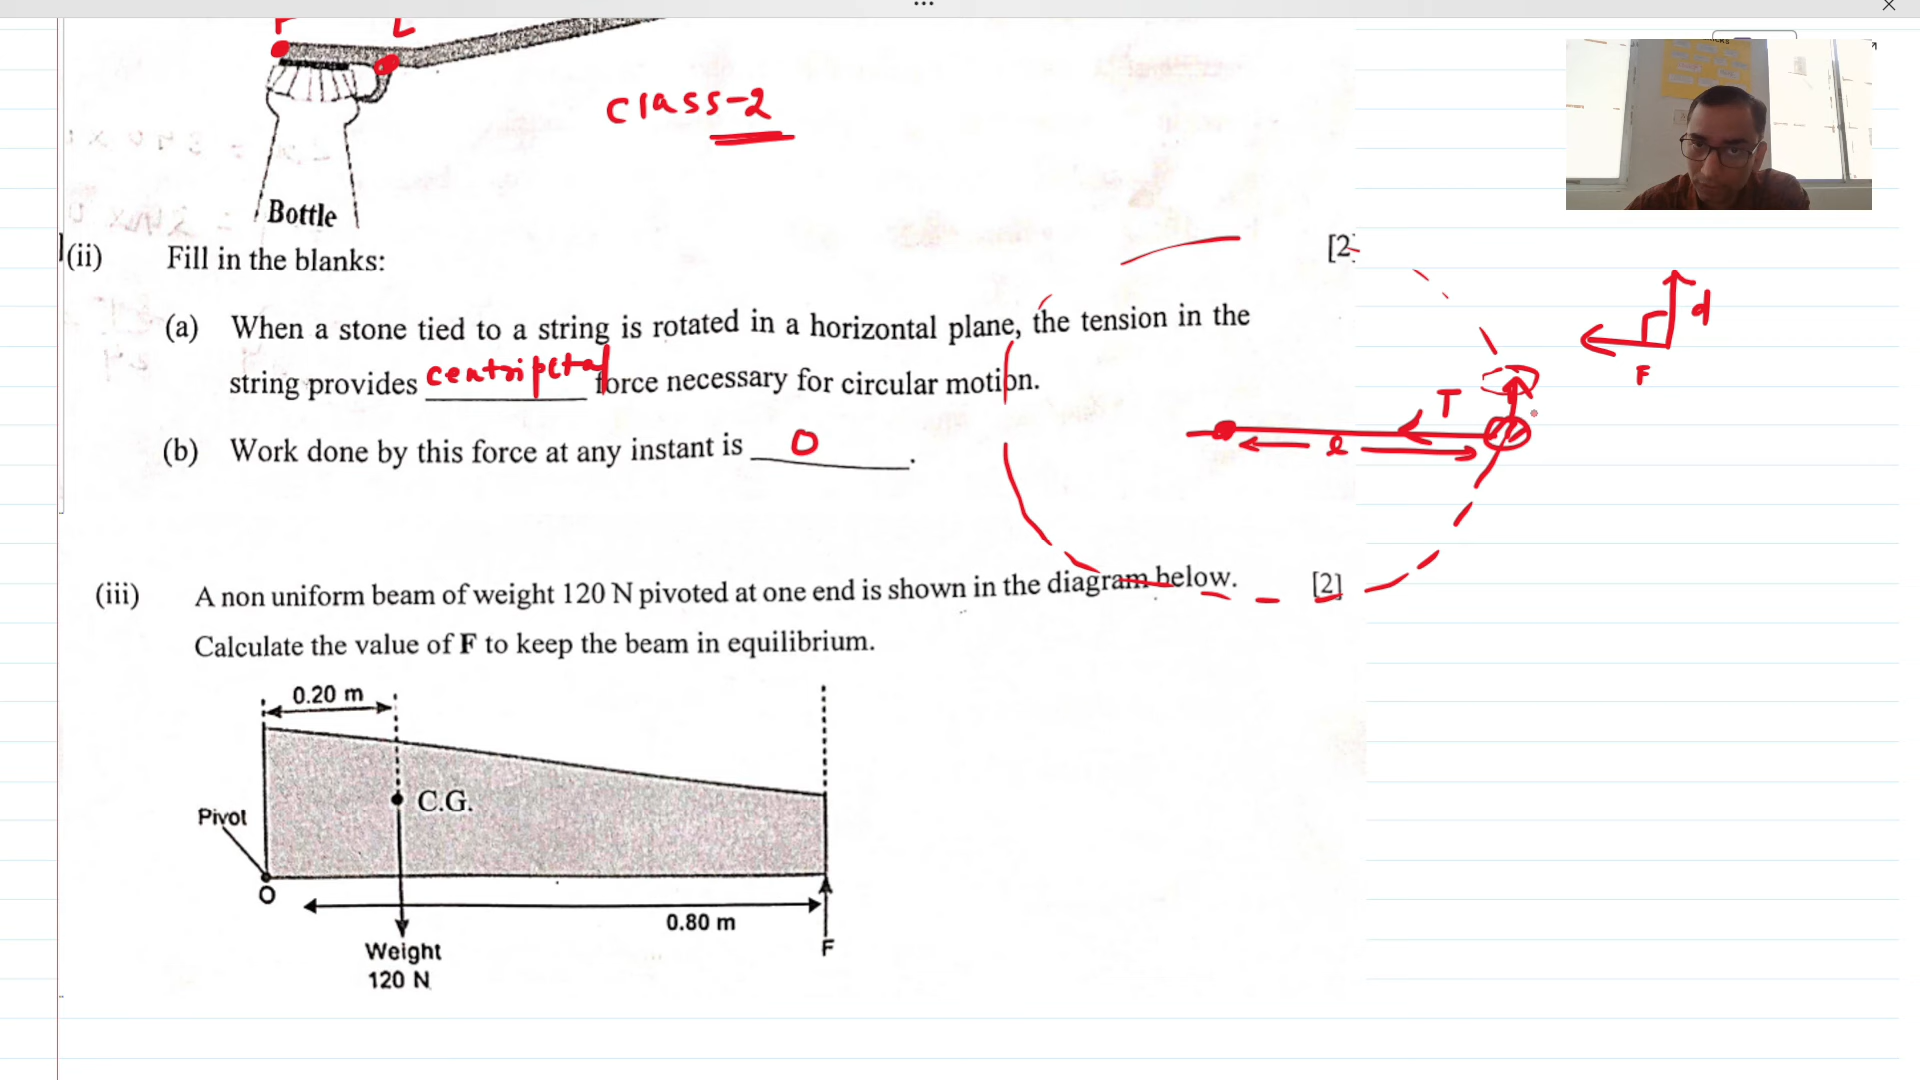 L
class-2
Bottle
(ii) Fill in the blanks: [2
(a) When a stone tied to a string is rotated in a horizontal plane, the tension in the
string provides centripetal force necessary for circular motion.
(b) Work done by this force at any instant is 0.
d
F
T
l
(iii) A non uniform beam of weight 120 N pivoted at one end is shown in the diagram below. [2]
Calculate the value of F to keep the beam in equilibrium.
0.20 m
C.G.
Pivot
O
0.80 m
F
Weight
120 N